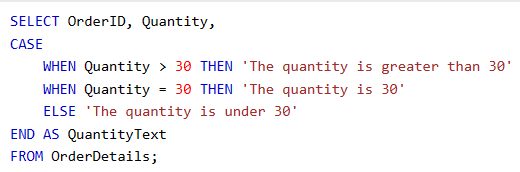 SELECT OrderID, Quantity,
CASE
    WHEN Quantity > 30 THEN 'The quantity is greater than 30'
    WHEN Quantity = 30 THEN 'The quantity is 30'
    ELSE 'The quantity is under 30'
END AS QuantityText
FROM OrderDetails;